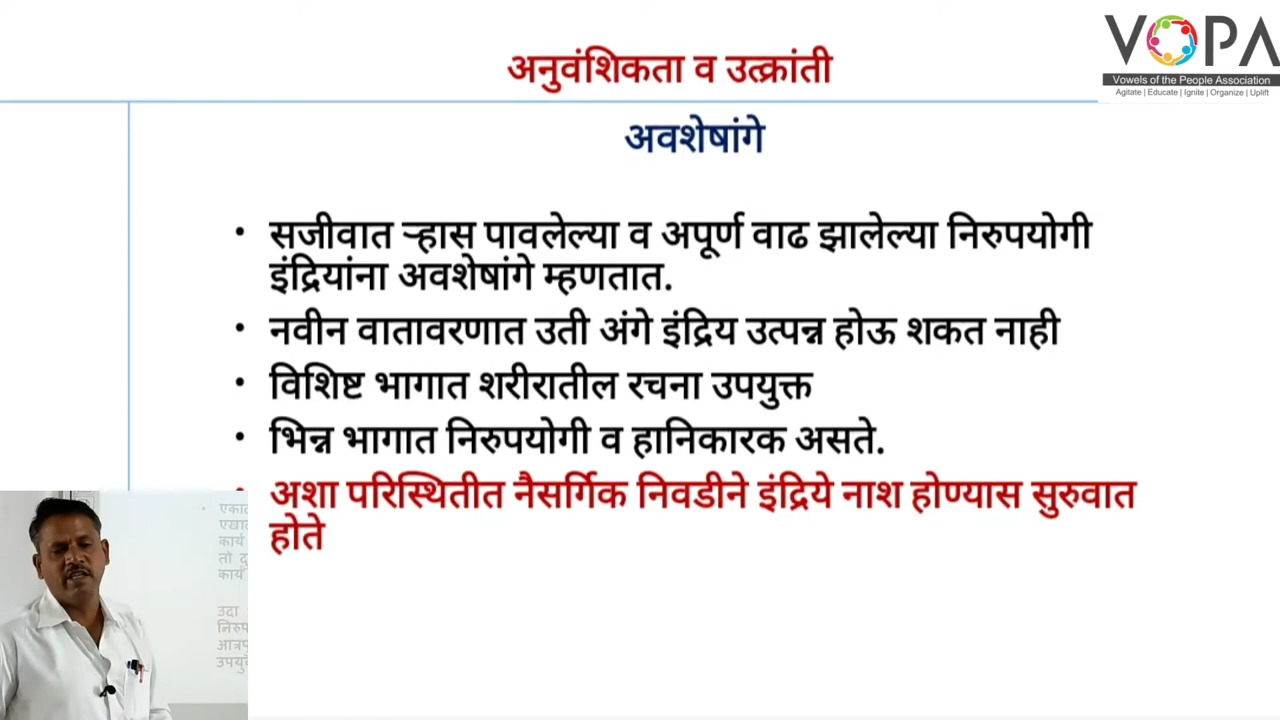 अनुवंशिकता व उत्क्रांती
VOPA
Vowels of the People Association
Agitate | Educate | Ignite | Organize | Uplift
अवशेषांगे
• सजीवात ऱ्हास पावलेल्या व अपूर्ण वाढ झालेल्या निरुपयोगी
इंद्रियांना अवशेषांगे म्हणतात.
• नवीन वातावरणात उती अंगे इंद्रिय उत्पन्न होऊ शकत नाही
• विशिष्ट भागात शरीरातील रचना उपयुक्त
• भिन्न भागात निरुपयोगी व हानिकारक असते.
• अशा परिस्थितीत नैसर्गिक निवडीने इंद्रिये नाश होण्यास सुरुवात
होते
कार्य
तो
कार्य
उदा